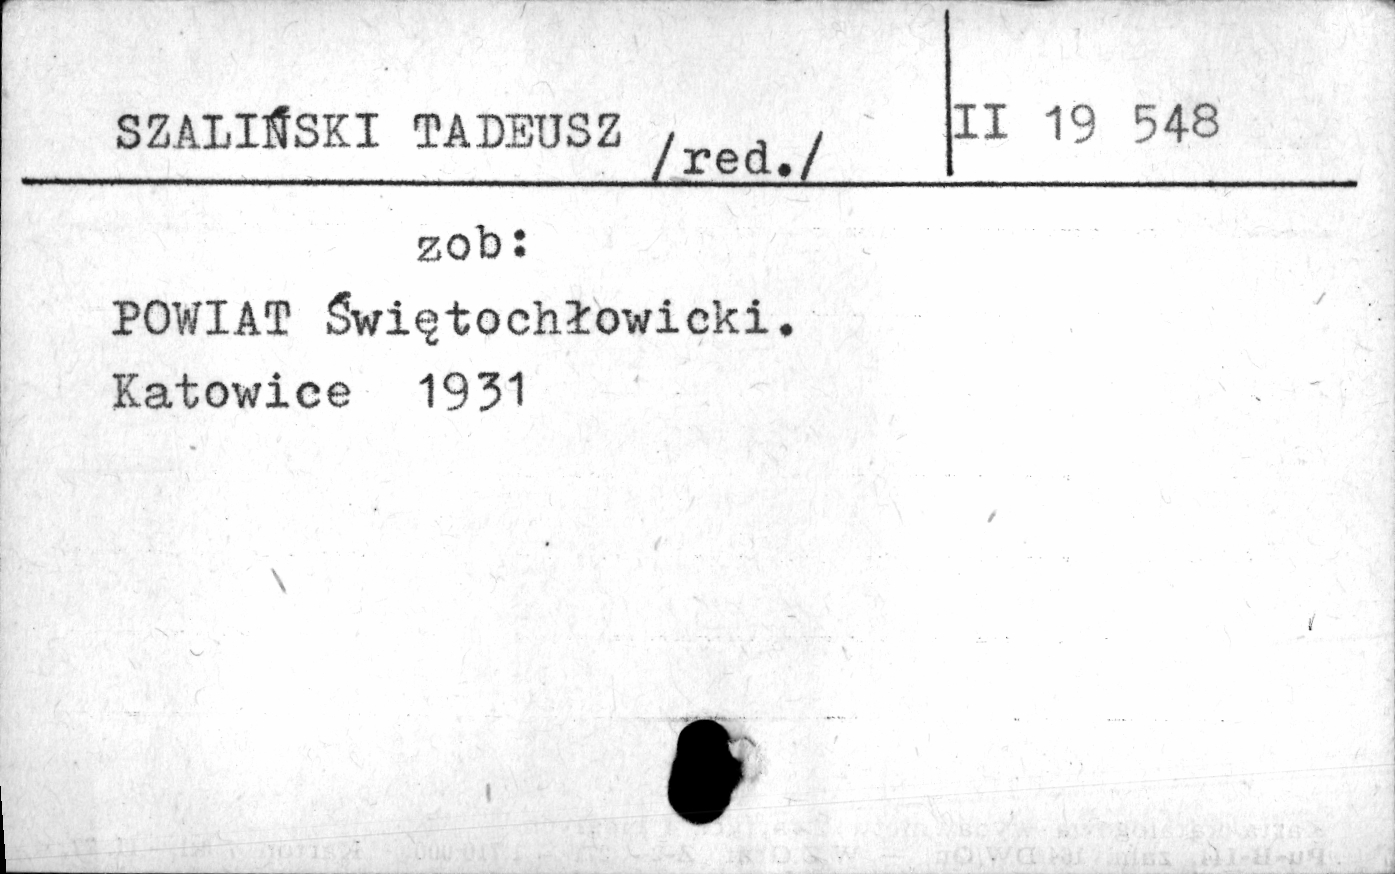 SZALIŃSKI TADEUSZ /red./ II 19 548
zob:
POWIAT Świętochłowicki.
Katowice 1931